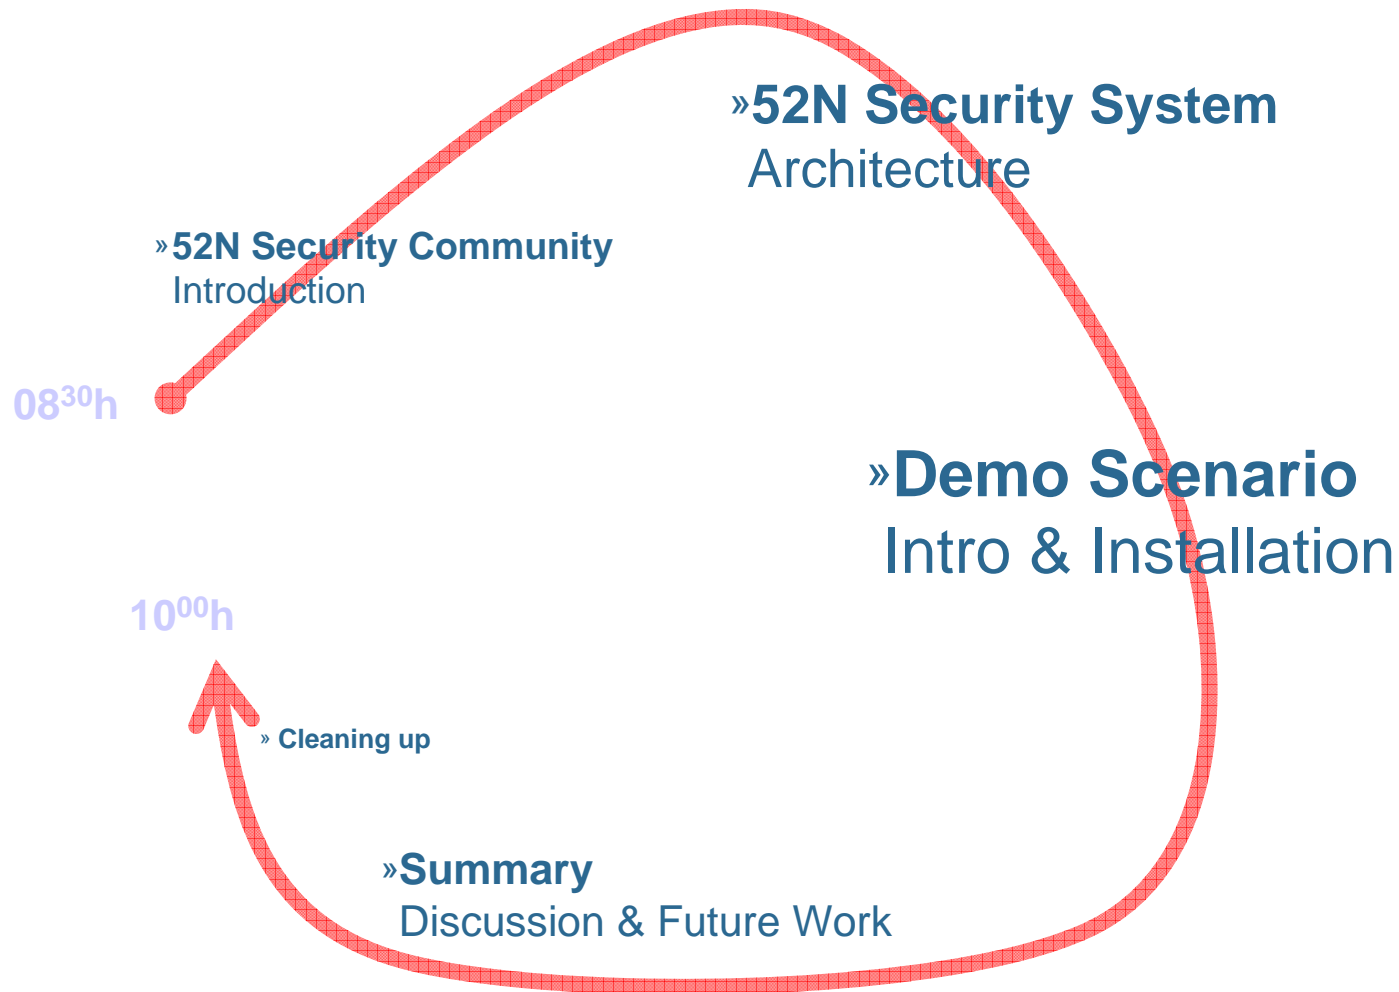 »52N Security System
Architecture
»52N Security Community
Introduction
08³⁰h
»Demo Scenario
Intro & Installation
10⁰⁰h
» Cleaning up
»Summary
Discussion & Future Work